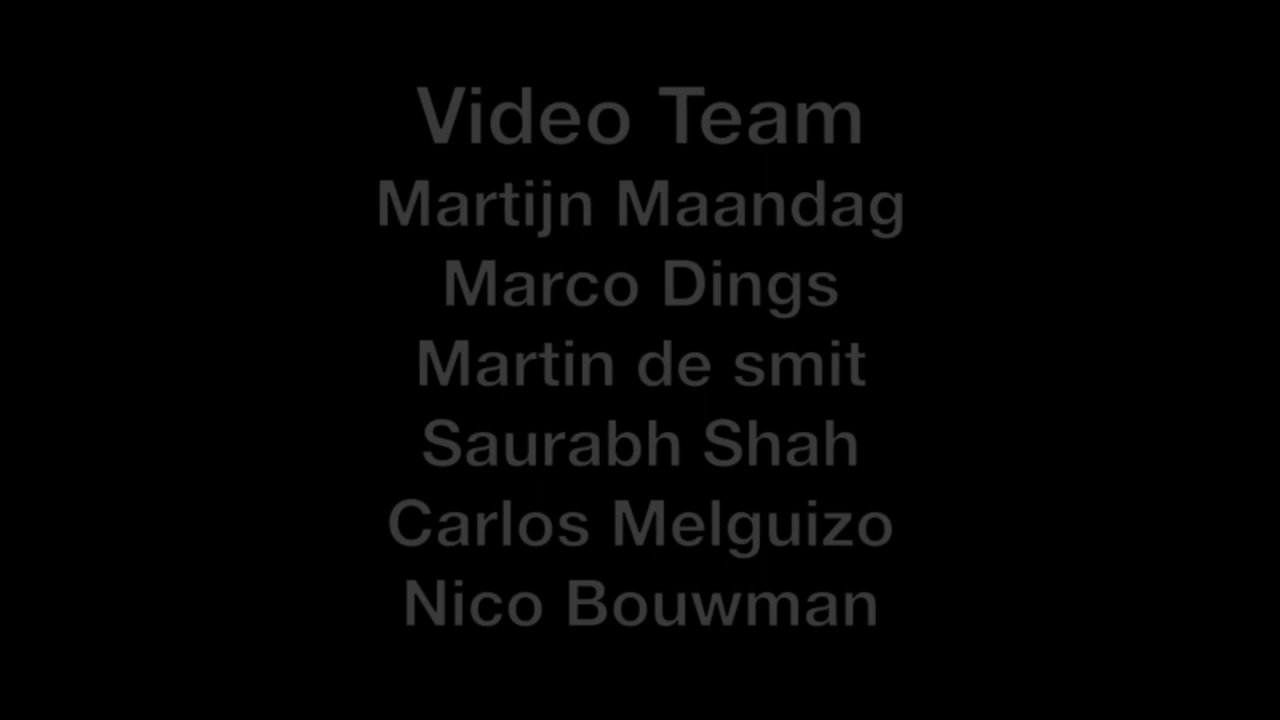 Video Team
Martijn Maandag
Marco Dings
Martin de smit
Saurabh Shah
Carlos Melguizo
Nico Bouwman